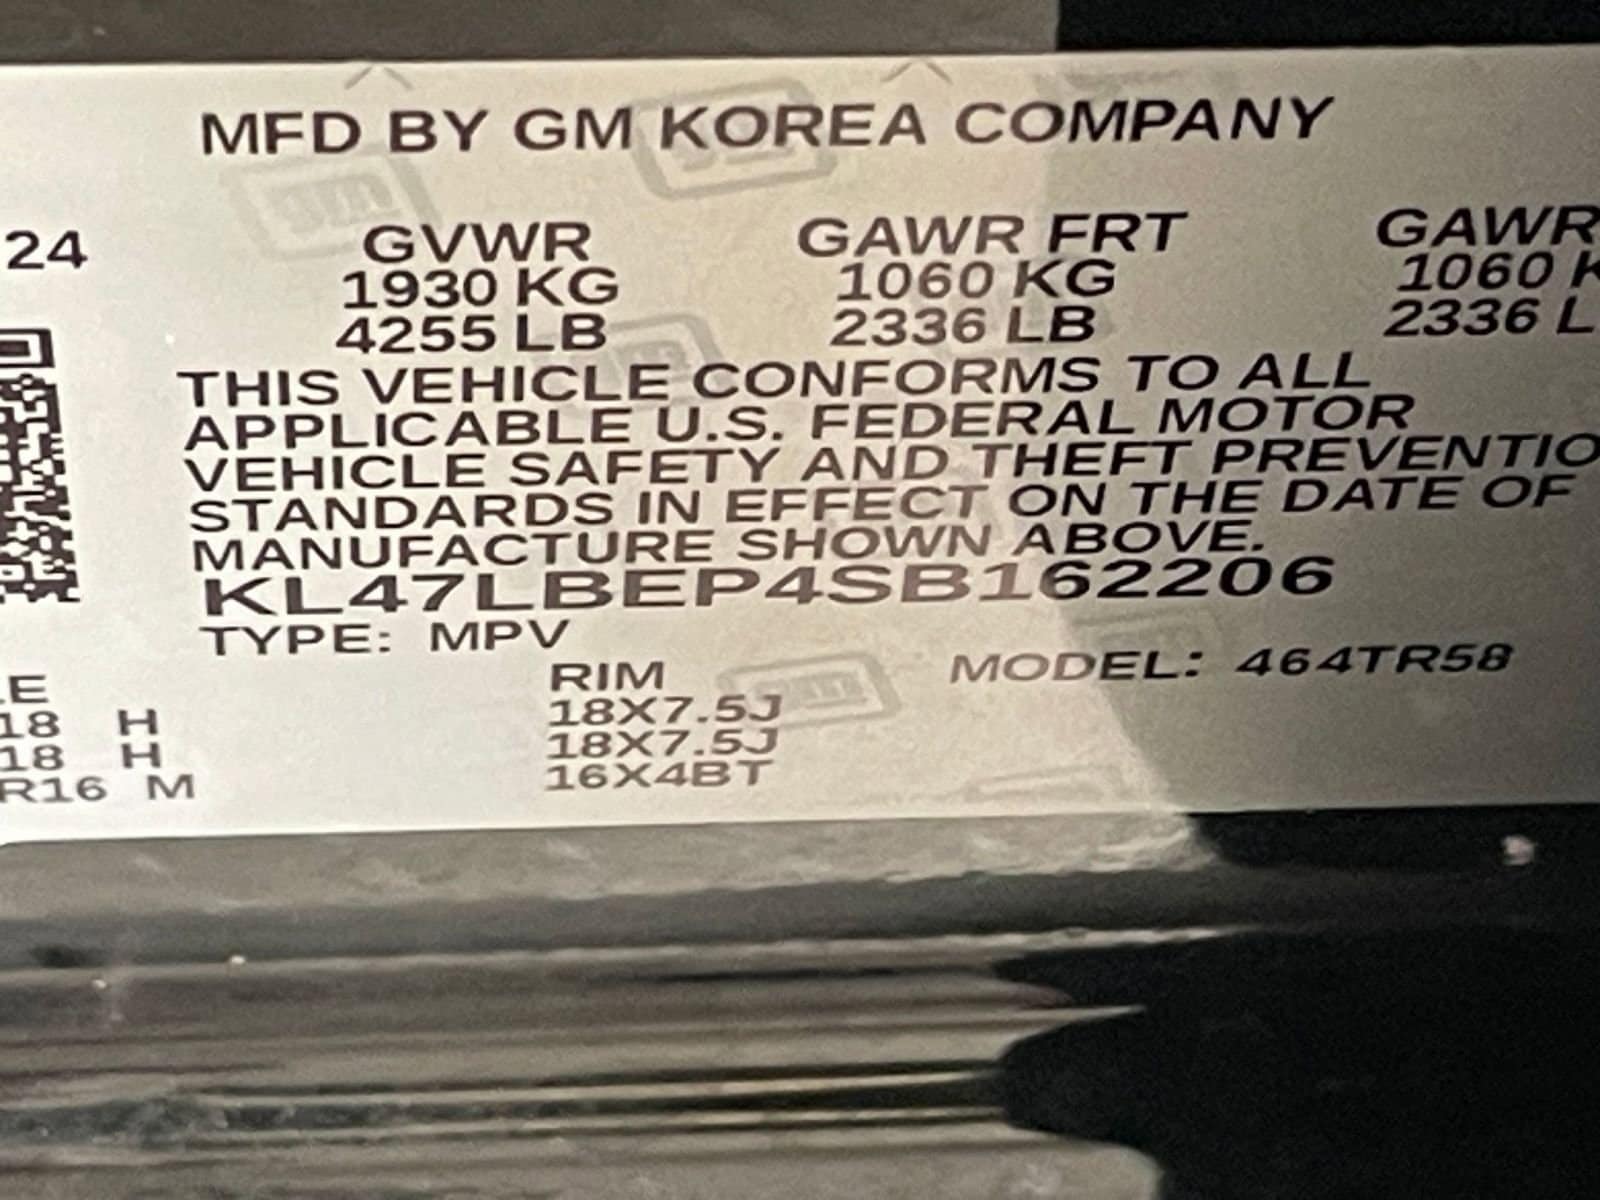 MFD BY GM KOREA COMPANY
24 GVWR GAWR FRT GAWR
1930 KG 1060 KG 1060 K
4255 LB 2336 LB 2336 L
THIS VEHICLE CONFORMS TO ALL
APPLICABLE U.S. FEDERAL MOTOR
VEHICLE SAFETY AND THEFT PREVENTIO
STANDARDS IN EFFECT ON THE DATE OF
MANUFACTURE SHOWN ABOVE.
KL47LBEP4SB162206
TYPE: MPV
MODEL: 464TR58
E RIM
18 H 18X7.5J
18 H 18X7.5J
R16 M 16X4BT